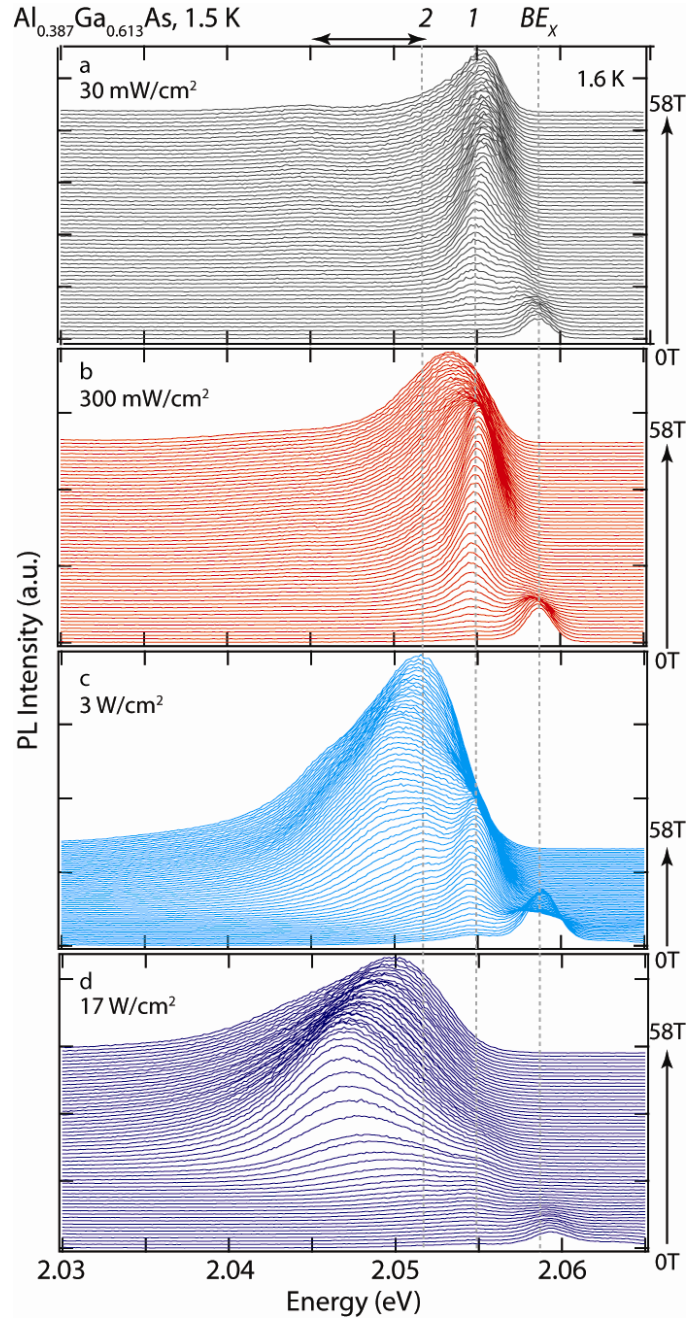 Al0.387Ga0.613As, 1.5 K 2 1 BEX
a
30 mW/cm2
1.6 K
58T
0T
b
300 mW/cm2
58T
0T
c
3 W/cm2
58T
0T
d
17 W/cm2
58T
0T
PL Intensity (a.u.)
2.03 2.04 2.05 2.06
Energy (eV)